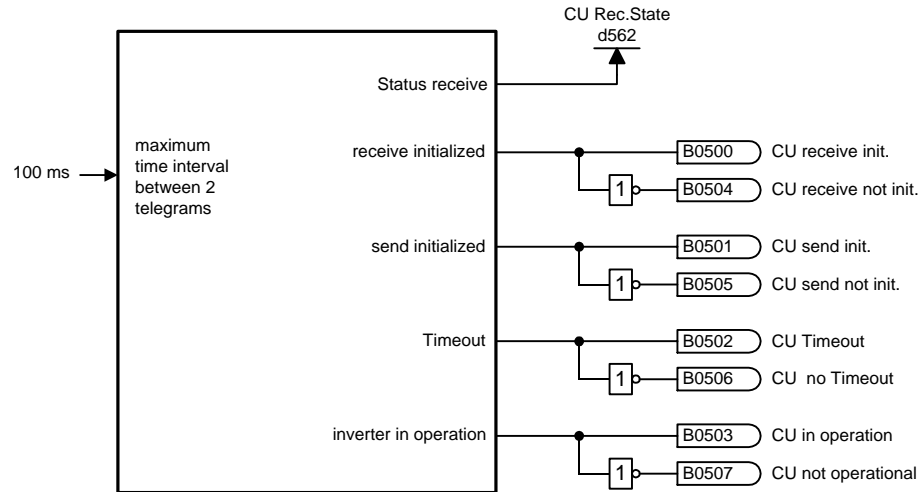 CU Rec.State
d562
Status receive
100 ms
maximum
time interval
between 2
telegrams
receive initialized
B0500 CU receive init.
1 B0504 CU receive not init.
send initialized
B0501 CU send init.
1 B0505 CU send not init.
Timeout
B0502 CU Timeout
1 B0506 CU no Timeout
inverter in operation
B0503 CU in operation
1 B0507 CU not operational